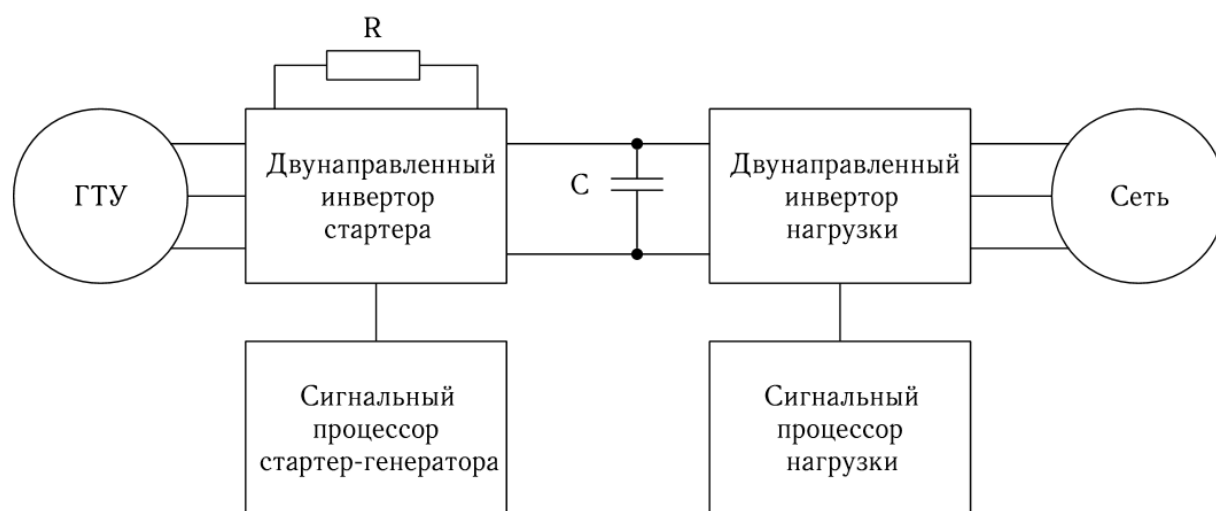 R
ГТУ
Двунаправленный
инвертор
стартера
C
Двунаправленный
инвертор
нагрузки
Сеть
Сигнальный
процессор
стартер-генератора
Сигнальный
процессор
нагрузки